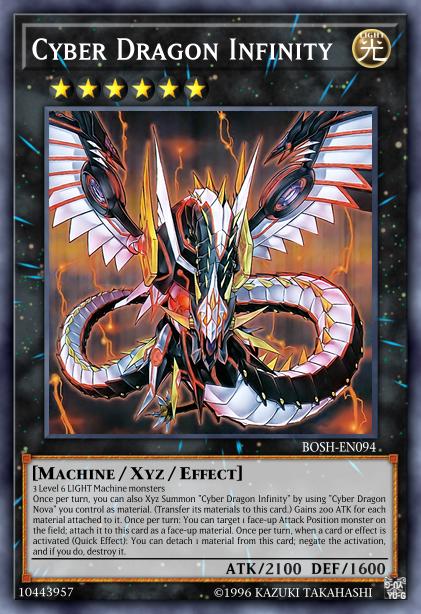 CYBER DRAGON INFINITY
LIGHT
光
BOSH-EN094
[MACHINE / XYZ / EFFECT]
3 Level 6 LIGHT Machine monsters
Once per turn, you can also Xyz Summon "Cyber Dragon Infinity" by using "Cyber Dragon
Nova" you control as material. (Transfer its materials to this card.) Gains 200 ATK for each
material attached to it. Once per turn: You can target 1 face-up Attack Position monster on
the field; attach it to this card as a face-up material. Once per turn, when a card or effect
is activated (Quick Effect): You can detach 1 material from this card; negate the activation,
and if you do, destroy it.
ATK/2100 DEF/1600
10443957
©1996 KAZUKI TAKAHASHI